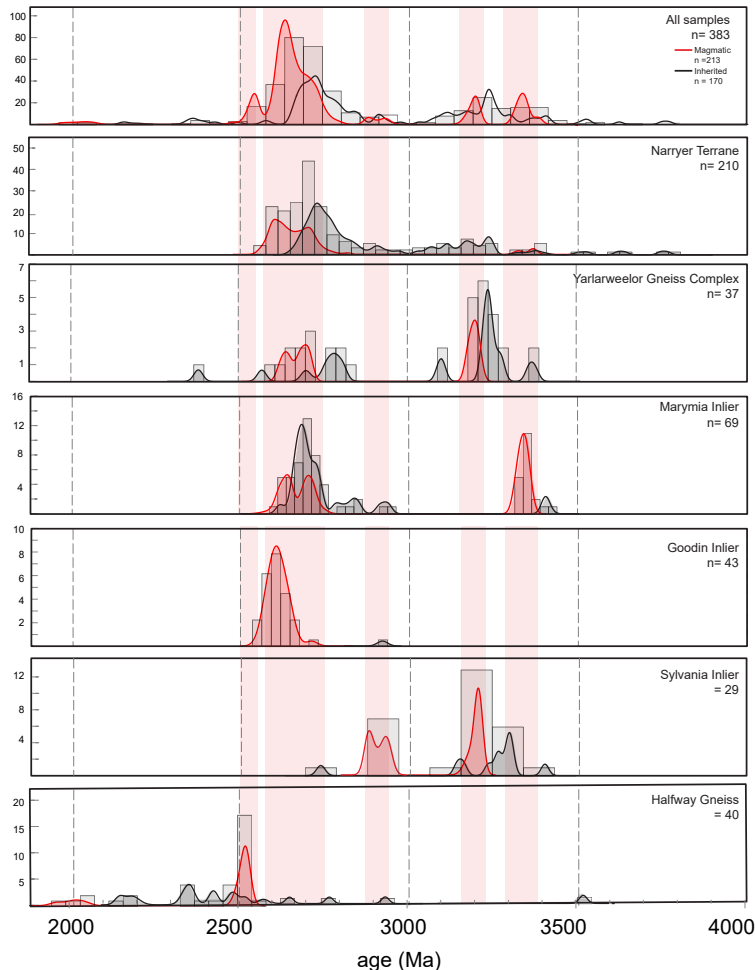 100
80
60
40
20
All samples
n= 383
Magmatic
n =213
Inherited
n = 170
50
40
30
20
10
Narryer Terrane
n= 210
7
5
3
1
Yarlarweelor Gneiss Complex
n= 37
16
12
8
4
Marymia Inlier
n= 69
10
8
6
4
2
Goodin Inlier
n= 43
12
8
4
Sylvania Inlier
= 29
20
15
10
5
Halfway Gneiss
= 40
2000 2500 3000 3500 4000
age (Ma)